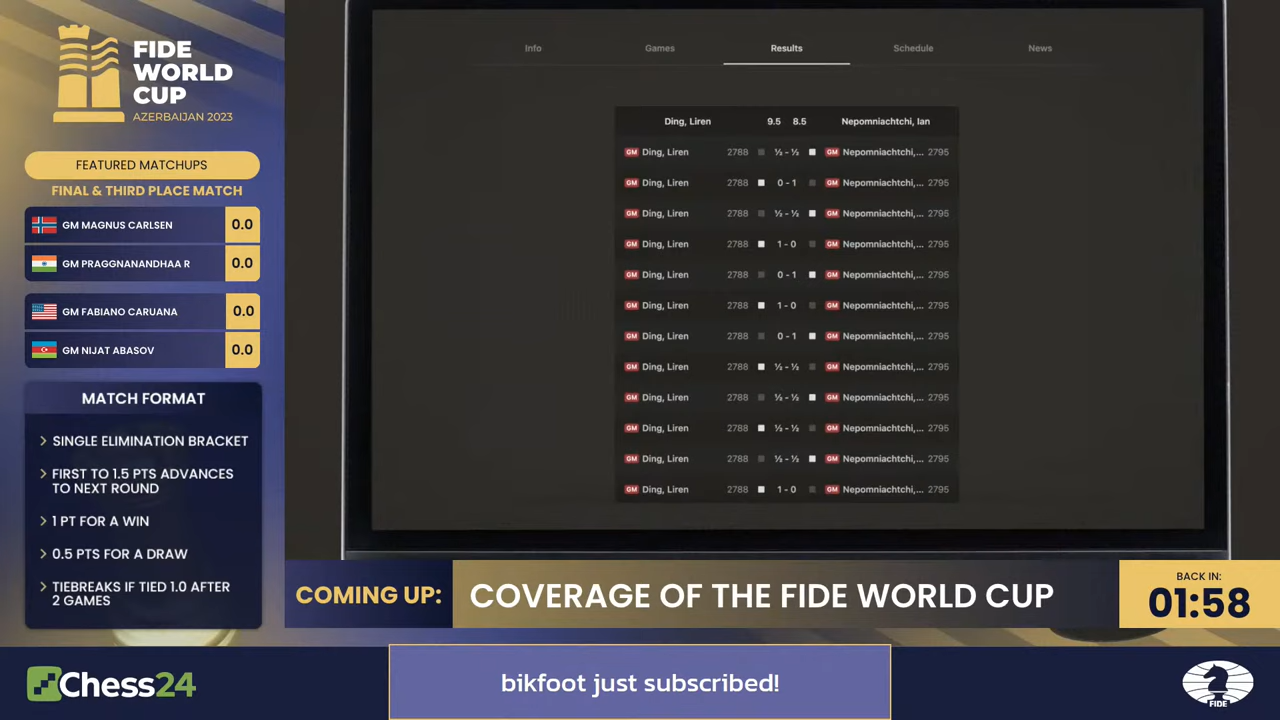 FIDE
WORLD
CUP
AZERBAIJAN 2023
FEATURED MATCHUPS
FINAL & THIRD PLACE MATCH
GM MAGNUS CARLSEN 0.0
GM PRAGGNANANDHAA R 0.0
GM FABIANO CARUANA 0.0
GM NIJAT ABASOV 0.0
MATCH FORMAT
> SINGLE ELIMINATION BRACKET
> FIRST TO 1.5 PTS ADVANCES
TO NEXT ROUND
> 1 PT FOR A WIN
> 0.5 PTS FOR A DRAW
> TIEBREAKS IF TIED 1.0 AFTER
2 GAMES
Info Games Results Schedule News
Ding, Liren 9.5 8.5 Nepomniachtchi, Ian
GM Ding, Liren 2788 ½ - ½ GM Nepomniachtchi,... 2795
GM Ding, Liren 2788 0 - 1 GM Nepomniachtchi,... 2795
GM Ding, Liren 2788 ½ - ½ GM Nepomniachtchi,... 2795
GM Ding, Liren 2788 1 - 0 GM Nepomniachtchi,... 2795
GM Ding, Liren 2788 0 - 1 GM Nepomniachtchi,... 2795
GM Ding, Liren 2788 1 - 0 GM Nepomniachtchi,... 2795
GM Ding, Liren 2788 0 - 1 GM Nepomniachtchi,... 2795
GM Ding, Liren 2788 ½ - ½ GM Nepomniachtchi,... 2795
GM Ding, Liren 2788 ½ - ½ GM Nepomniachtchi,... 2795
GM Ding, Liren 2788 ½ - ½ GM Nepomniachtchi,... 2795
GM Ding, Liren 2788 ½ - ½ GM Nepomniachtchi,... 2795
GM Ding, Liren 2788 1 - 0 GM Nepomniachtchi,... 2795
COMING UP: COVERAGE OF THE FIDE WORLD CUP
BACK IN:
01:58
Chess24
bikfoot just subscribed!
FIDE